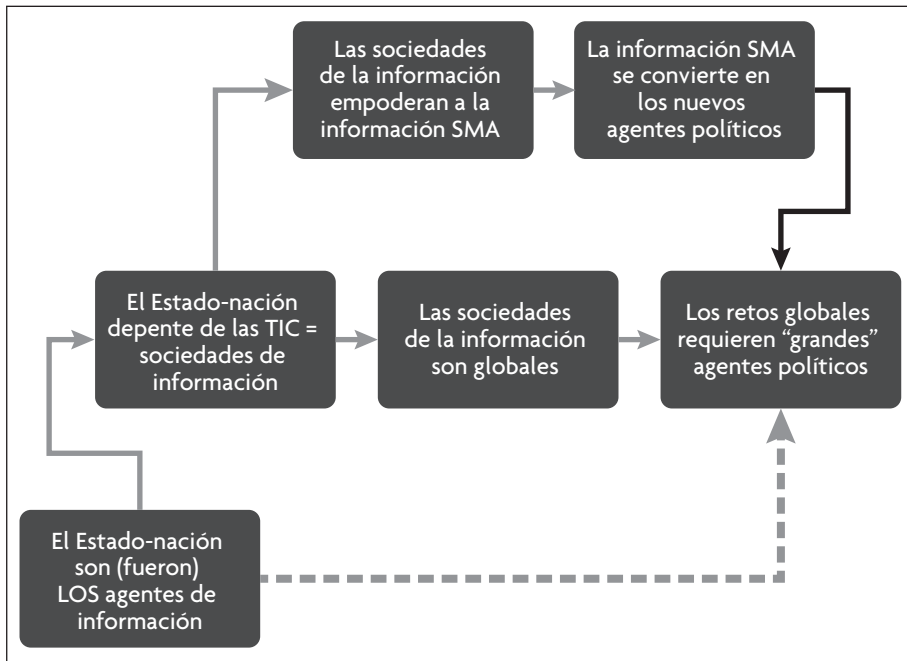 Las sociedades
de la información
empoderan a la
información SMA
La información SMA
se convierte en
los nuevos
agentes políticos
El Estado-nación
depente de las TIC =
sociedades de
información
Las sociedades
de la información
son globales
Los retos globales
requieren “grandes”
agentes políticos
El Estado-nación
son (fueron)
LOS agentes de
información